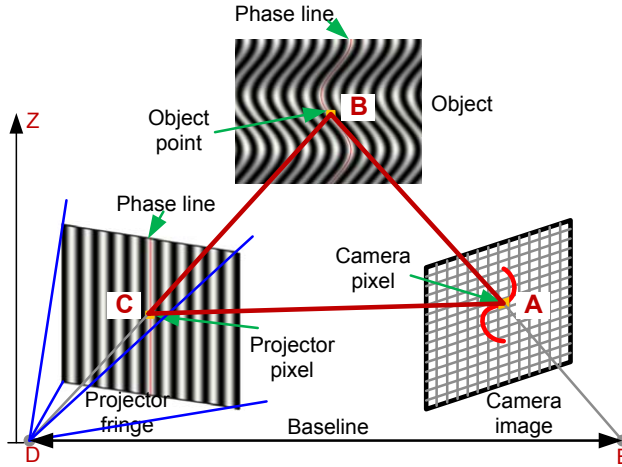 Phase line
B
Object
Object
point
Z
Phase line
Camera
pixel
C
A
Projector
pixel
Projector
fringe
Baseline
Camera
image
D
E